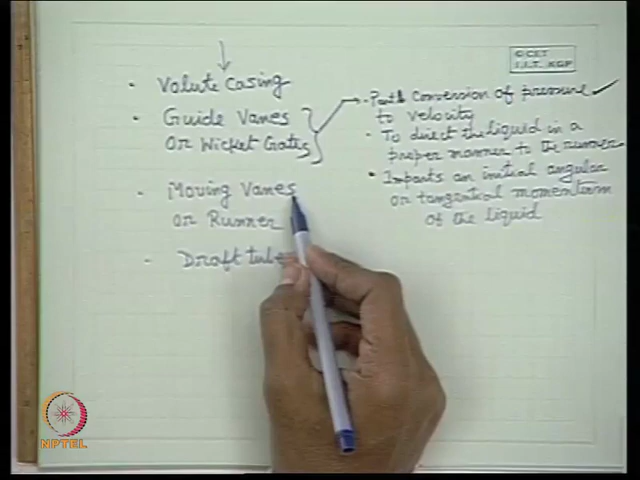 © CET
I.I.T. KGP
· Volute Casing
· Guide Vanes
Or Wicket Gates
· Moving Vanes
or Runner
· Draft tube
Conversion of pressure
to velocity
· To direct the liquid in a
proper manner to the runner
· Imparts an initial angular
or tangential momentum
of the liquid
NPTEL